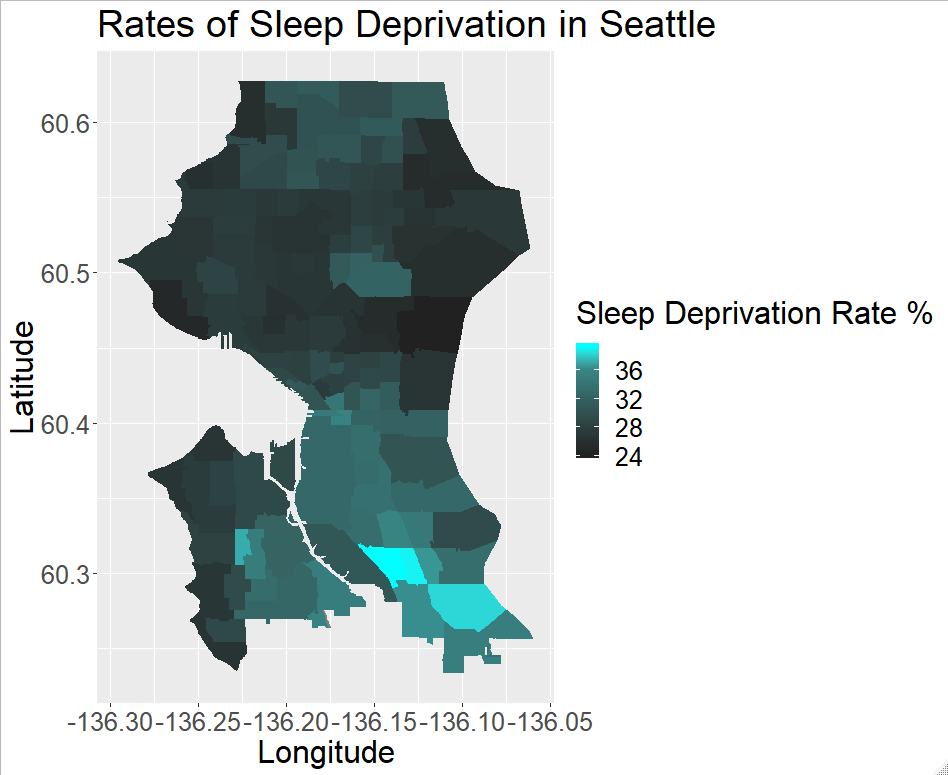 Rates of Sleep Deprivation in Seattle
60.6
60.5
60.4
60.3
Latitude
-136.30 -136.25 -136.20 -136.15 -136.10 -136.05
Longitude
Sleep Deprivation Rate %
36
32
28
24